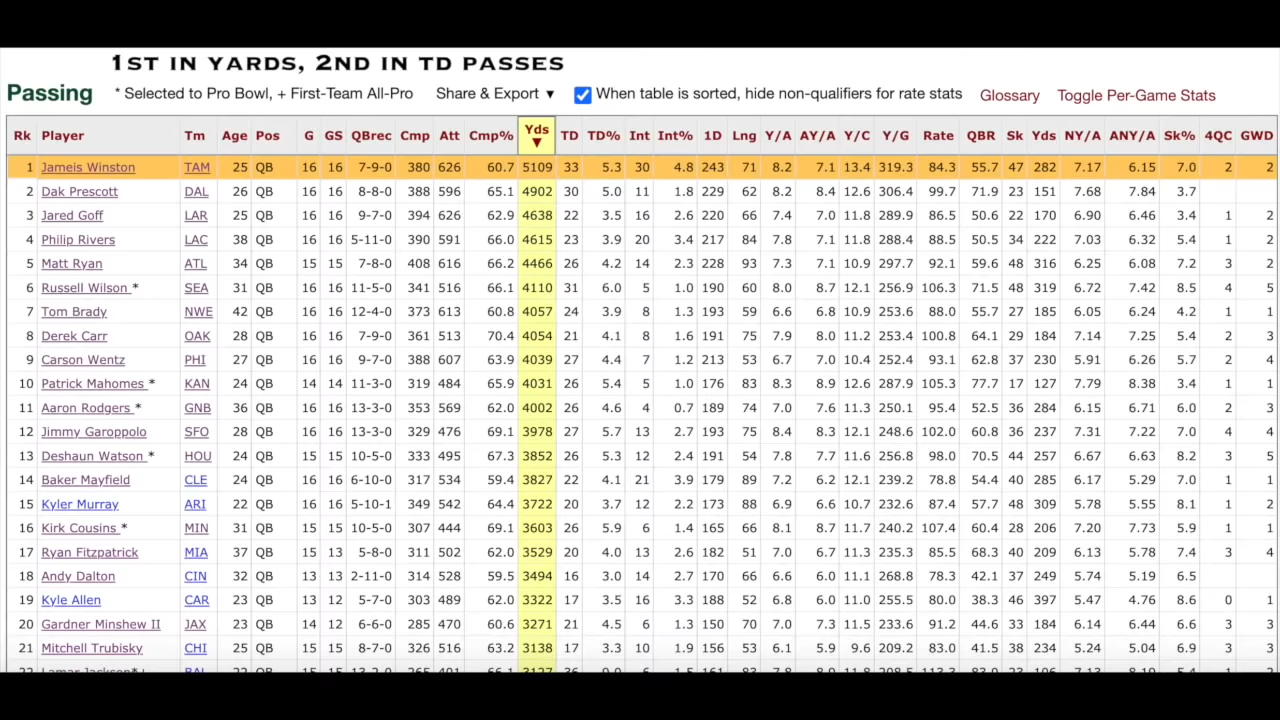 1ST IN YARDS, 2ND IN TD PASSES
Passing * Selected to Pro Bowl, + First-Team All-Pro Share & Export ▼ When table is sorted, hide non-qualifiers for rate stats Glossary Toggle Per-Game Stats
Rk Player Tm Age Pos G GS QBrec Cmp Att Cmp% Yds ▼ TD TD% Int Int% 1D Lng Y/A AY/A Y/C Y/G Rate QBR Sk Yds NY/A ANY/A Sk% 4QC GWD
1 Jameis Winston TAM 25 QB 16 16 7-9-0 380 626 60.7 5109 33 5.3 30 4.8 243 71 8.2 7.1 13.4 319.3 84.3 55.7 47 282 7.17 6.15 7.0 2 2
2 Dak Prescott DAL 26 QB 16 16 8-8-0 388 596 65.1 4902 30 5.0 11 1.8 229 62 8.2 8.4 12.6 306.4 99.7 71.9 23 151 7.68 7.84 3.7
3 Jared Goff LAR 25 QB 16 16 9-7-0 394 626 62.9 4638 22 3.5 16 2.6 220 66 7.4 7.0 11.8 289.9 86.5 50.6 22 170 6.90 6.46 3.4 1 2
4 Philip Rivers LAC 38 QB 16 16 5-11-0 390 591 66.0 4615 23 3.9 20 3.4 217 84 7.8 7.1 11.8 288.4 88.5 50.5 34 222 7.03 6.32 5.4 1 2
5 Matt Ryan ATL 34 QB 15 15 7-8-0 408 616 66.2 4466 26 4.2 14 2.3 228 93 7.3 7.1 10.9 297.7 92.1 59.6 48 316 6.25 6.08 7.2 3 2
6 Russell Wilson * SEA 31 QB 16 16 11-5-0 341 516 66.1 4110 31 6.0 5 1.0 190 60 8.0 8.7 12.1 256.9 106.3 71.5 48 319 6.72 7.42 8.5 4 5
7 Tom Brady NWE 42 QB 16 16 12-4-0 373 613 60.8 4057 24 3.9 8 1.3 193 59 6.6 6.8 10.9 253.6 88.0 55.7 27 185 6.05 6.24 4.2 1 1
8 Derek Carr OAK 28 QB 16 16 7-9-0 361 513 70.4 4054 21 4.1 8 1.6 191 75 7.9 8.0 11.2 253.4 100.8 64.1 29 184 7.14 7.25 5.4 2 3
9 Carson Wentz PHI 27 QB 16 16 9-7-0 388 607 63.9 4039 27 4.4 7 1.2 213 53 6.7 7.0 10.4 252.4 93.1 62.8 37 230 5.91 6.26 5.7 2 4
10 Patrick Mahomes * KAN 24 QB 14 14 11-3-0 319 484 65.9 4031 26 5.4 5 1.0 176 83 8.3 8.9 12.6 287.9 105.3 77.7 17 127 7.79 8.38 3.4 1 1
11 Aaron Rodgers * GNB 36 QB 16 16 13-3-0 353 569 62.0 4002 26 4.6 4 0.7 189 74 7.0 7.6 11.3 250.1 95.4 52.5 36 284 6.15 6.71 6.0 2 3
12 Jimmy Garoppolo SFO 28 QB 16 16 13-3-0 329 476 69.1 3978 27 5.7 13 2.7 193 75 8.4 8.3 12.1 248.6 102.0 60.8 36 237 7.31 7.22 7.0 4 4
13 Deshaun Watson * HOU 24 QB 15 15 10-5-0 333 495 67.3 3852 26 5.3 12 2.4 191 54 7.8 7.7 11.6 256.8 98.0 70.5 44 257 6.67 6.63 8.2 3 5
14 Baker Mayfield CLE 24 QB 16 16 6-10-0 317 534 59.4 3827 22 4.1 21 3.9 179 89 7.2 6.2 12.1 239.2 78.8 54.4 40 285 6.17 5.29 7.0 1 1
15 Kyler Murray ARI 22 QB 16 16 5-10-1 349 542 64.4 3722 20 3.7 12 2.2 173 88 6.9 6.6 10.7 232.6 87.4 57.7 48 309 5.78 5.55 8.1 1 2
16 Kirk Cousins * MIN 31 QB 15 15 10-5-0 307 444 69.1 3603 26 5.9 6 1.4 165 66 8.1 8.7 11.7 240.2 107.4 60.4 28 206 7.20 7.73 5.9 1 1
17 Ryan Fitzpatrick MIA 37 QB 15 13 5-8-0 311 502 62.0 3529 20 4.0 13 2.6 182 51 7.0 6.7 11.3 235.3 85.5 68.3 40 209 6.13 5.78 7.4 3 4
18 Andy Dalton CIN 32 QB 13 13 2-11-0 314 528 59.5 3494 16 3.0 14 2.7 170 66 6.6 6.0 11.1 268.8 78.3 42.1 37 249 5.74 5.19 6.5
19 Kyle Allen CAR 23 QB 13 12 5-7-0 303 489 62.0 3322 17 3.5 16 3.3 188 52 6.8 6.0 11.0 255.5 80.0 38.3 46 397 5.47 4.76 8.6 0 1
20 Gardner Minshew II JAX 23 QB 14 12 6-6-0 285 470 60.6 3271 21 4.5 6 1.3 150 70 7.0 7.3 11.5 233.6 91.2 44.6 33 184 6.14 6.44 6.6 3 3
21 Mitchell Trubisky CHI 25 QB 15 15 8-7-0 326 516 63.2 3138 17 3.3 10 1.9 156 53 6.1 5.9 9.6 209.2 83.0 41.5 38 234 5.24 5.04 6.9 3 3